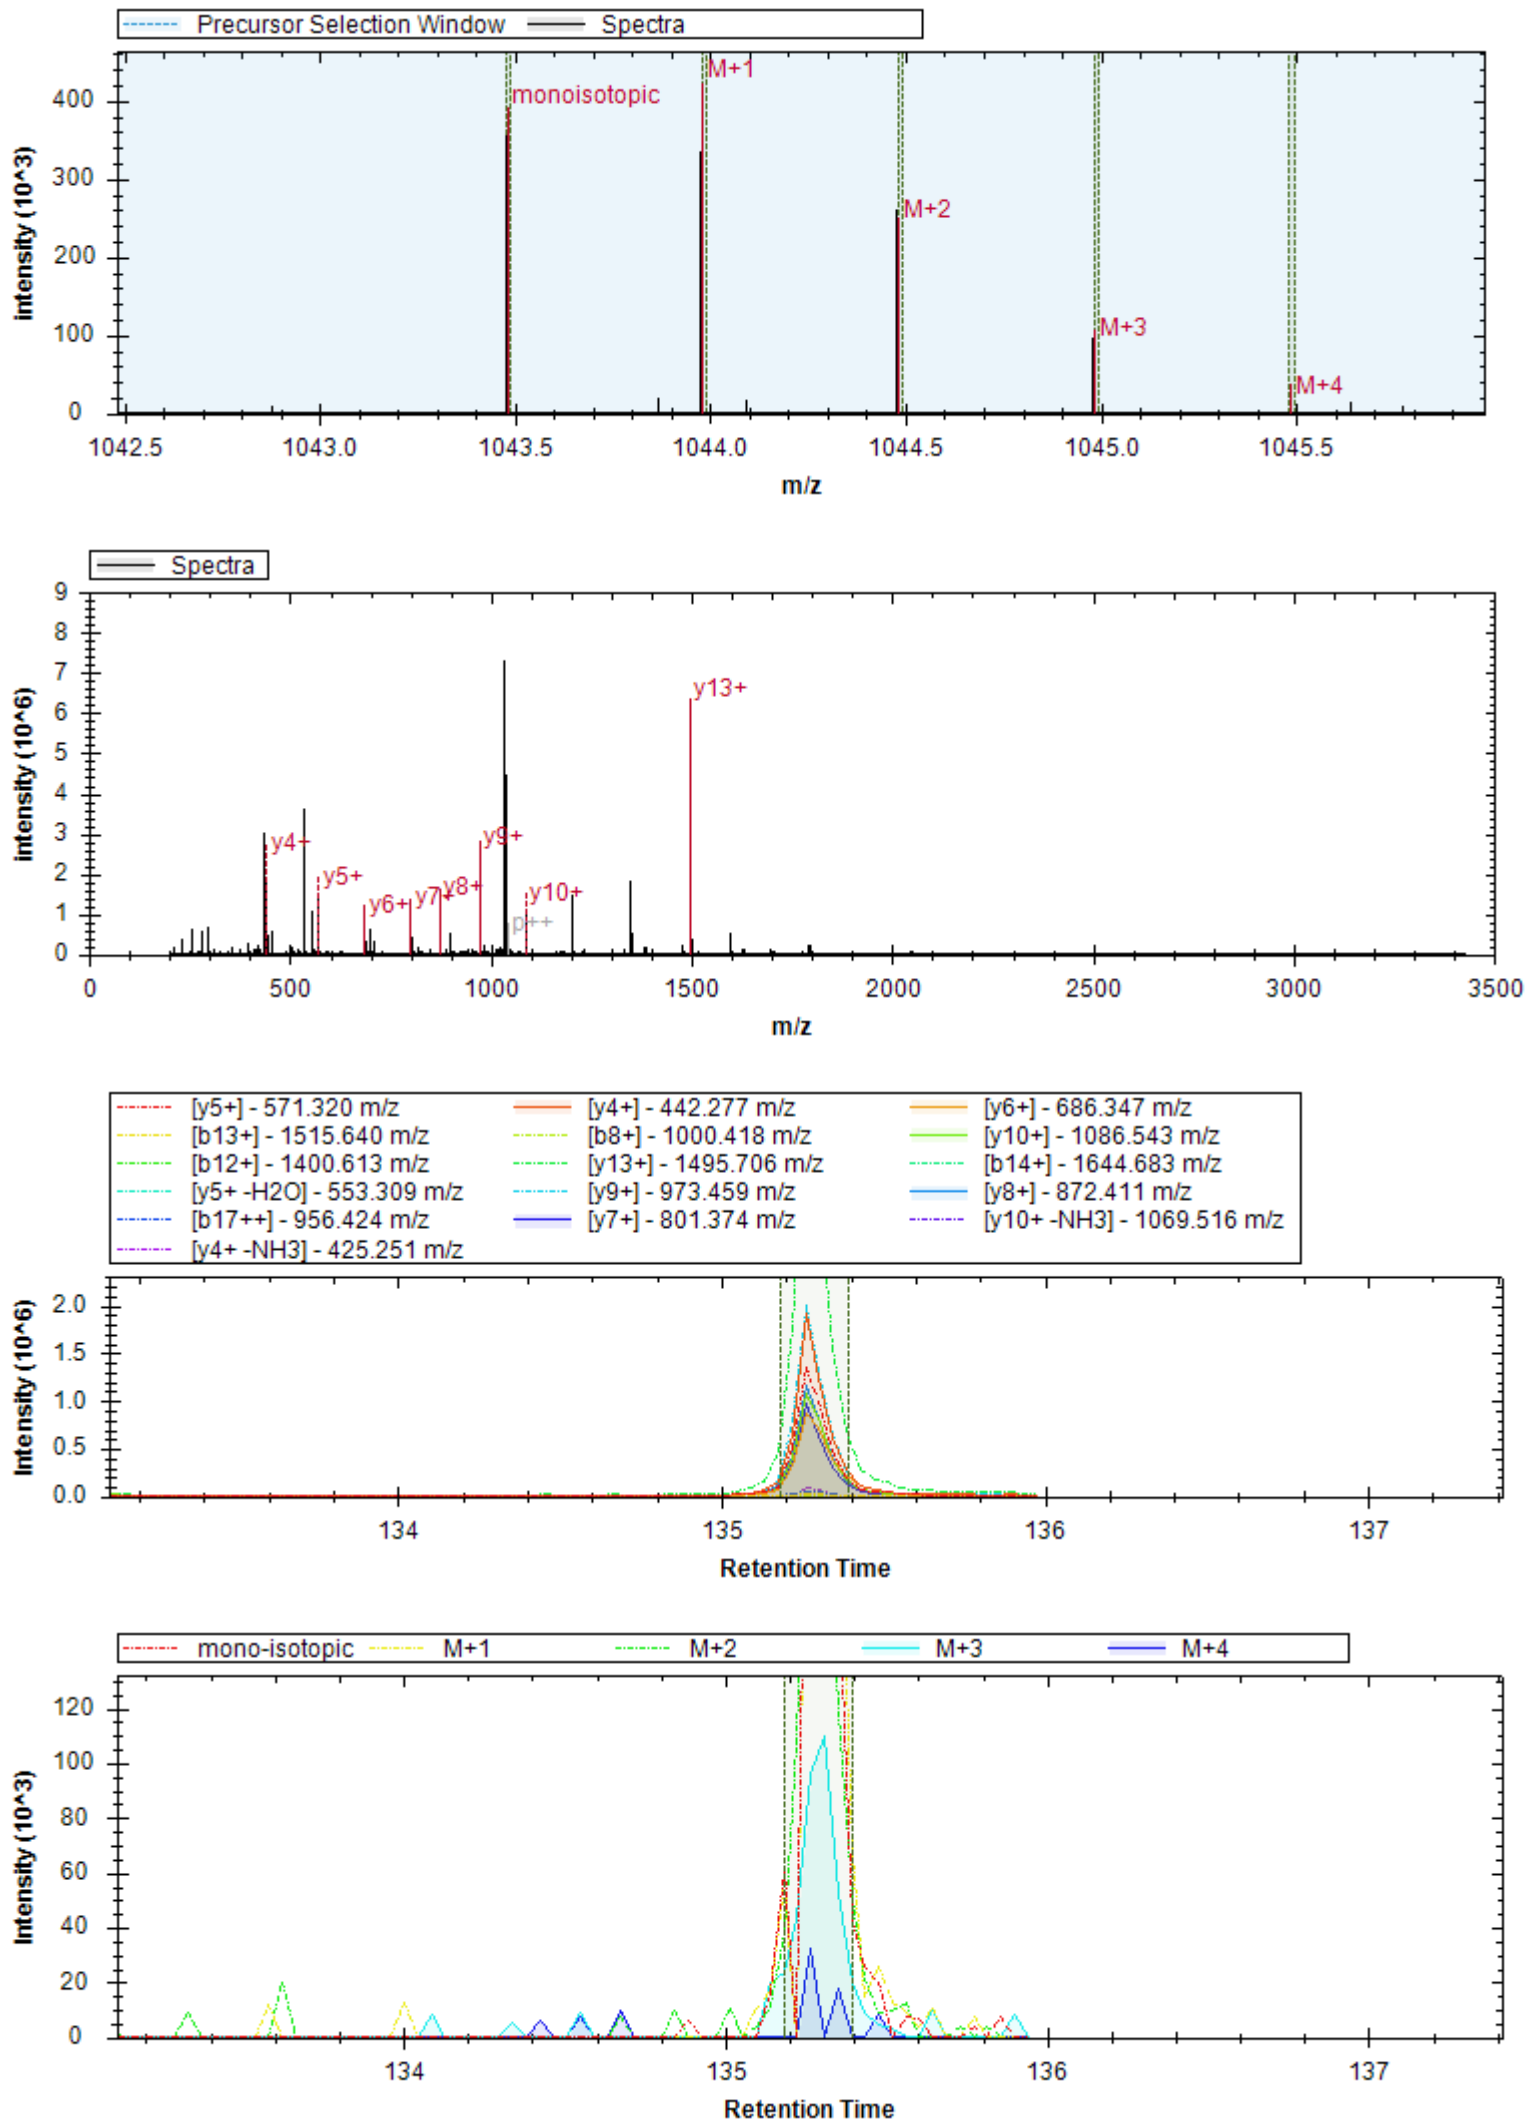 Precursor Selection Window Spectra
intensity (10^3)
400
300
200
100
0
monoisotopic
M+1
M+2
M+3
M+4
1042.5 1043.0 1043.5 1044.0 1044.5 1045.0 1045.5
m/z
Spectra
intensity (10^6)
9
8
7
6
5
4
3
2
1
0
y13+
y4+
y5+
y6+
y7+
y8+
y9+
y10+
p++
0 500 1000 1500 2000 2500 3000 3500
m/z
[y5+] - 571.320 m/z [y4+] - 442.277 m/z [y6+] - 686.347 m/z
[b13+] - 1515.640 m/z [b8+] - 1000.418 m/z [y10+] - 1086.543 m/z
[b12+] - 1400.613 m/z [y13+] - 1495.706 m/z [b14+] - 1644.683 m/z
[y5+ -H2O] - 553.309 m/z [y9+] - 973.459 m/z [y8+] - 872.411 m/z
[b17++] - 956.424 m/z [y7+] - 801.374 m/z [y10+ -NH3] - 1069.516 m/z
[y4+ -NH3] - 425.251 m/z
Intensity (10^6)
2.0
1.5
1.0
0.5
0.0
134 135 136 137
Retention Time
mono-isotopic M+1 M+2 M+3 M+4
Intensity (10^3)
120
100
80
60
40
20
0
134 135 136 137
Retention Time